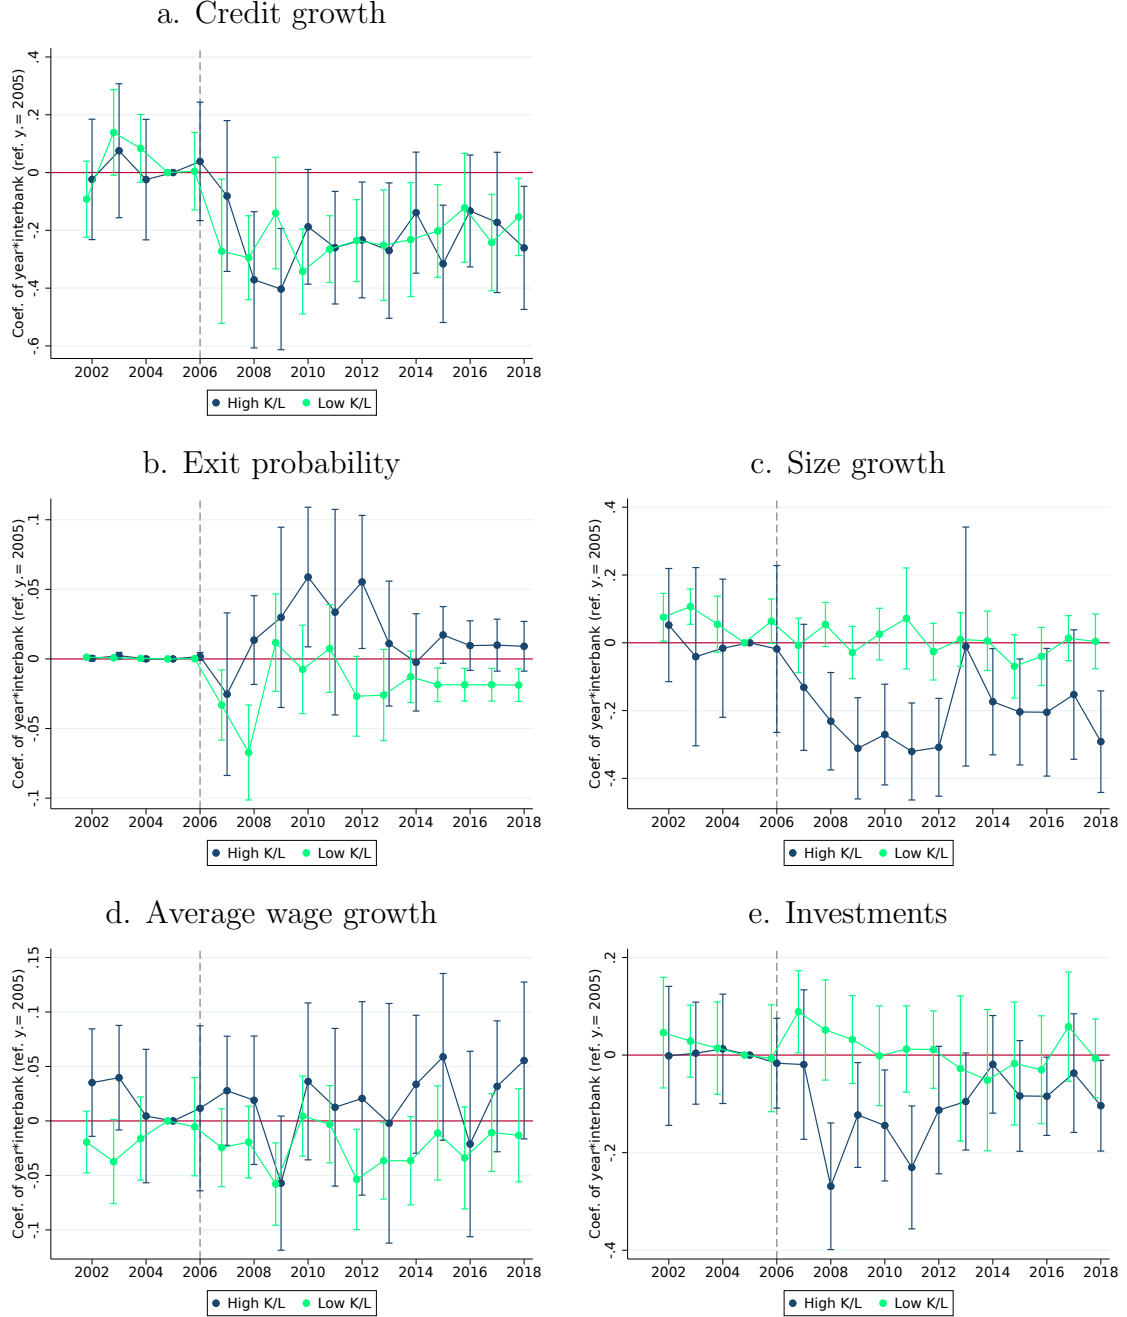 a. Credit growth
Coef. of year*interbank (ref. y.= 2005)
.4
.2
0
-.2
-.4
-.6
2002 2004 2006 2008 2010 2012 2014 2016 2018
High K/L Low K/L
b. Exit probability
Coef. of year*interbank (ref. y.= 2005)
.1
.05
0
-.05
-.1
2002 2004 2006 2008 2010 2012 2014 2016 2018
High K/L Low K/L
c. Size growth
Coef. of year*interbank (ref. y.= 2005)
.4
.2
0
-.2
-.4
2002 2004 2006 2008 2010 2012 2014 2016 2018
High K/L Low K/L
d. Average wage growth
Coef. of year*interbank (ref. y.= 2005)
.15
.1
.05
0
-.05
-.1
2002 2004 2006 2008 2010 2012 2014 2016 2018
High K/L Low K/L
e. Investments
Coef. of year*interbank (ref. y.= 2005)
.2
0
-.2
-.4
2002 2004 2006 2008 2010 2012 2014 2016 2018
High K/L Low K/L